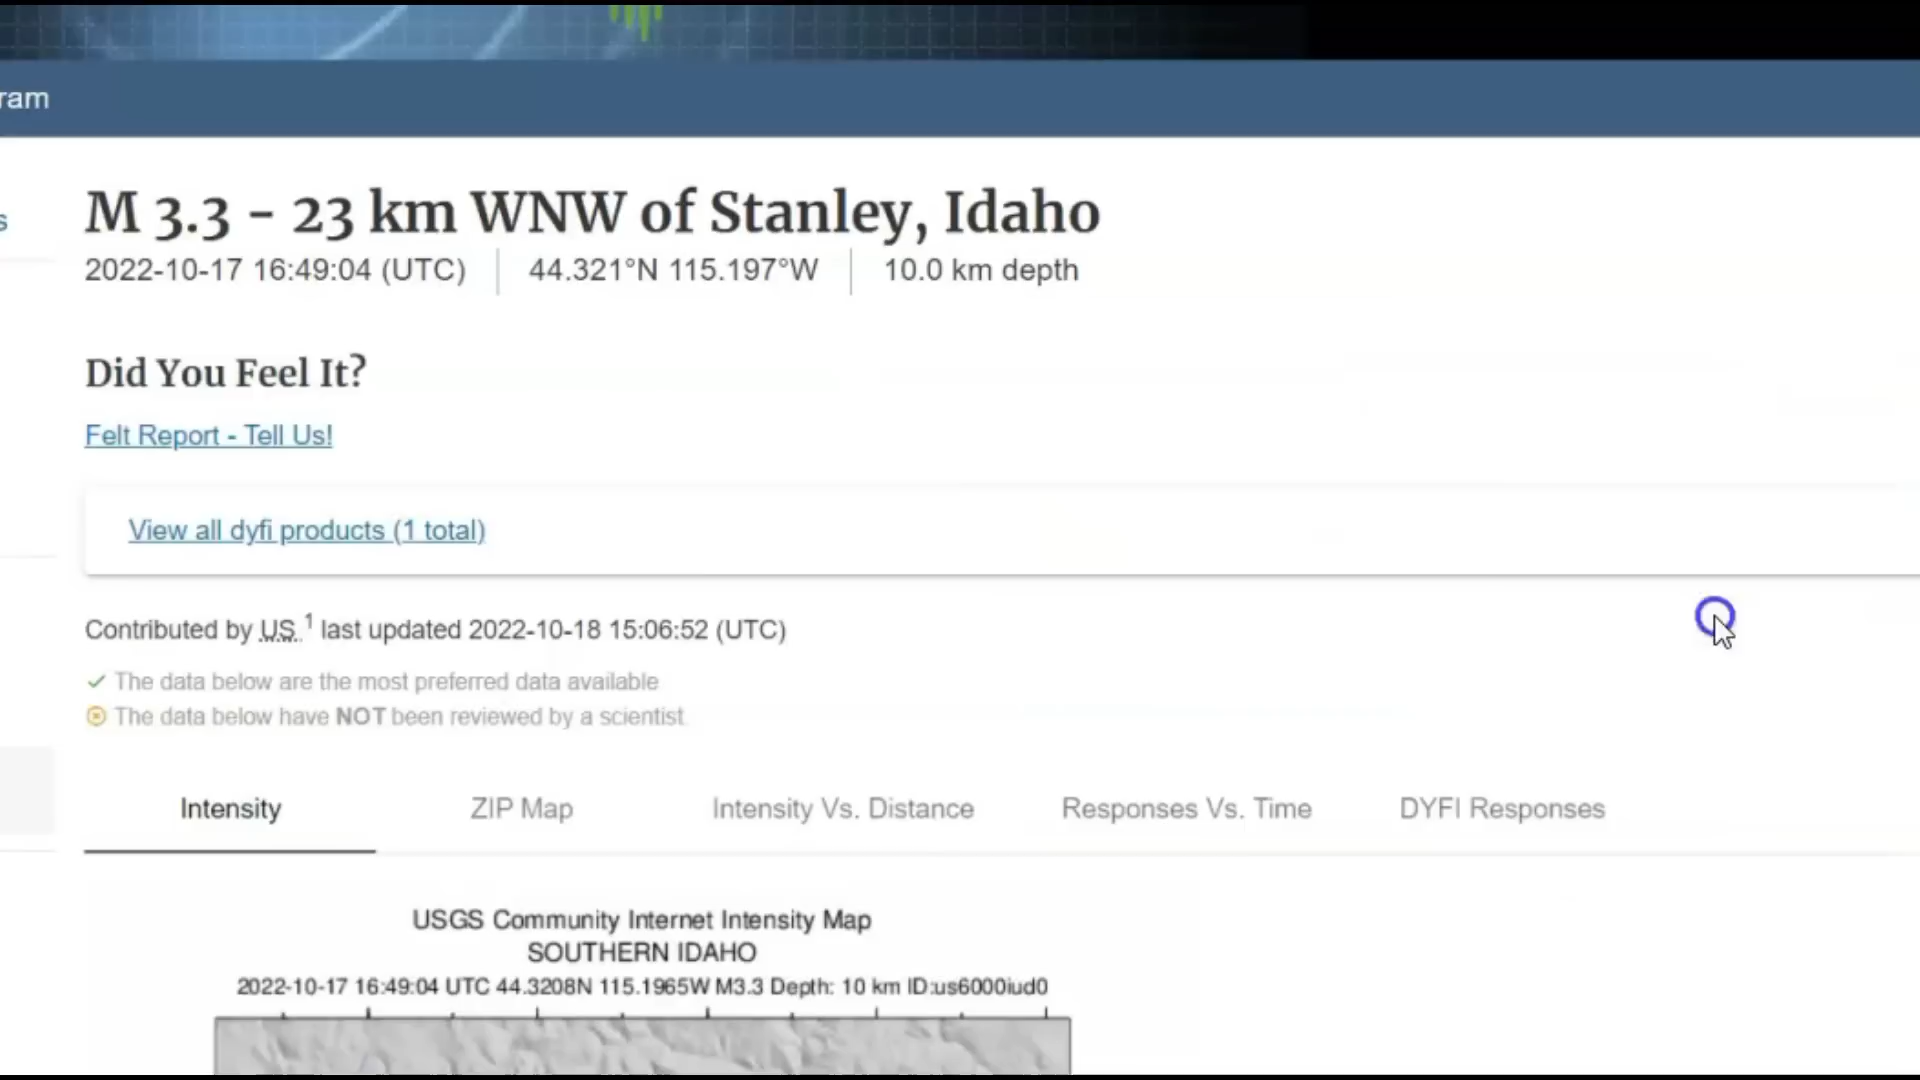 ram
s
M 3.3 - 23 km WNW of Stanley, Idaho
2022-10-17 16:49:04 (UTC) 44.321°N 115.197°W 10.0 km depth
Did You Feel It?
Felt Report - Tell Us!
View all dyfi products (1 total)
Contributed by US 1 last updated 2022-10-18 15:06:52 (UTC)
The data below are the most preferred data available
The data below have NOT been reviewed by a scientist.
Intensity ZIP Map Intensity Vs. Distance Responses Vs. Time DYFI Responses
USGS Community Internet Intensity Map
SOUTHERN IDAHO
2022-10-17 16:49:04 UTC 44.3208N 115.1965W M3.3 Depth: 10 km ID:us6000iud0